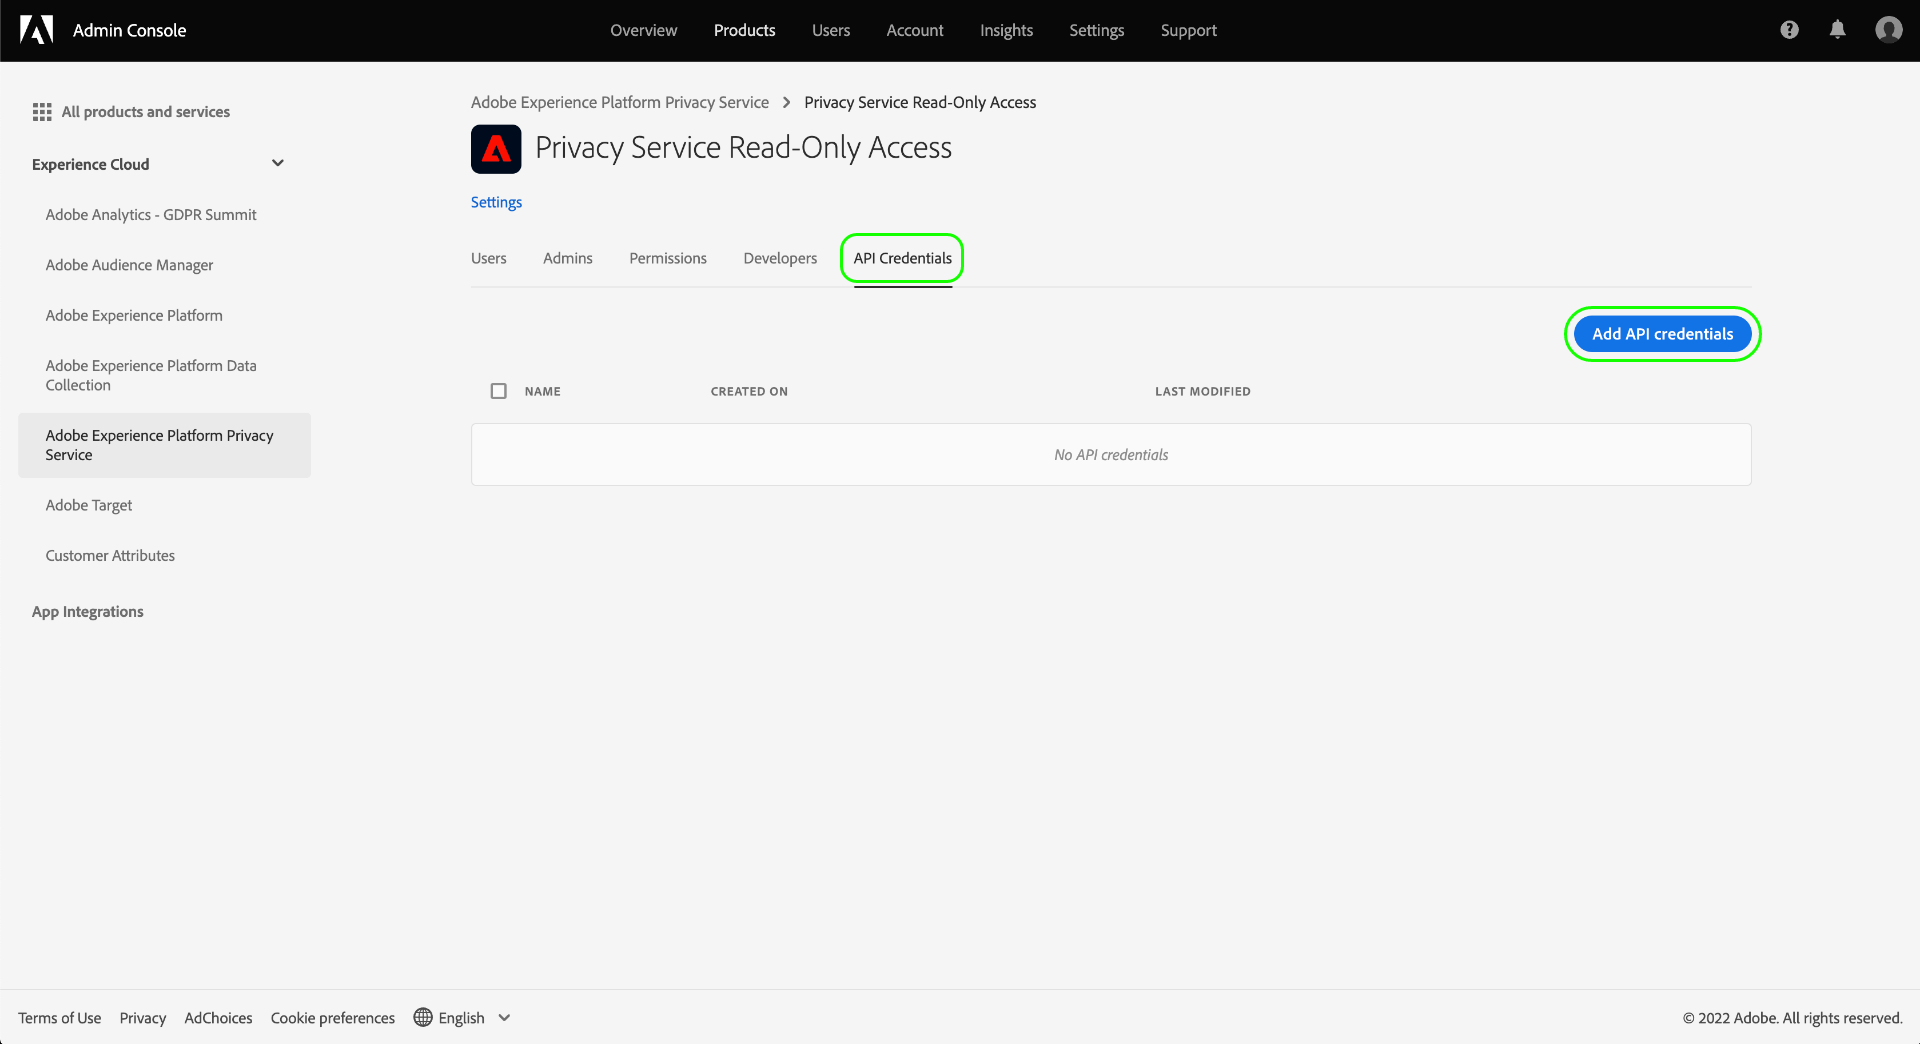 Admin Console
Overview Products Users Account Insights Settings Support
All products and services
Experience Cloud
Adobe Analytics - GDPR Summit
Adobe Audience Manager
Adobe Experience Platform
Adobe Experience Platform Data
Collection
Adobe Experience Platform Privacy
Service
Adobe Target
Customer Attributes
App Integrations
Adobe Experience Platform Privacy Service > Privacy Service Read-Only Access
Privacy Service Read-Only Access
Settings
Users Admins Permissions Developers API Credentials
Add API credentials
NAME CREATED ON LAST MODIFIED
No API credentials
Terms of Use Privacy AdChoices Cookie preferences English
© 2022 Adobe. All rights reserved.